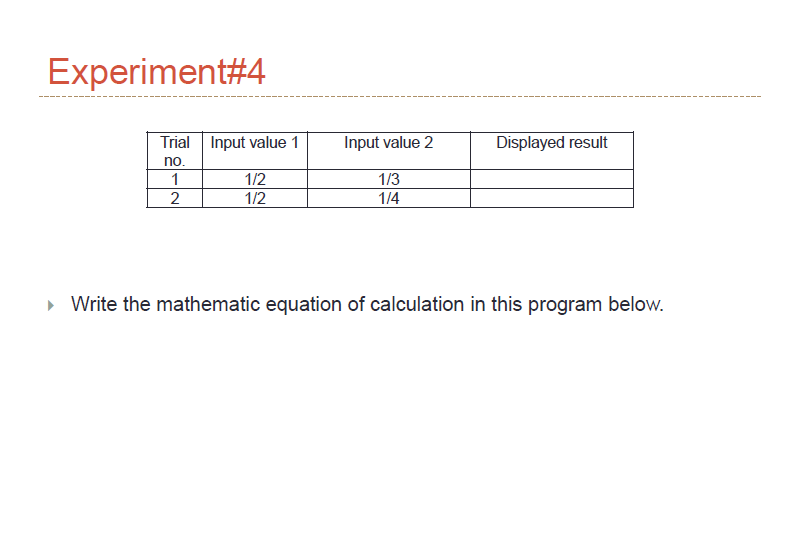 Experiment#4
Trial no. Input value 1 Input value 2 Displayed result
1 1/2 1/3
2 1/2 1/4
Write the mathematic equation of calculation in this program below.